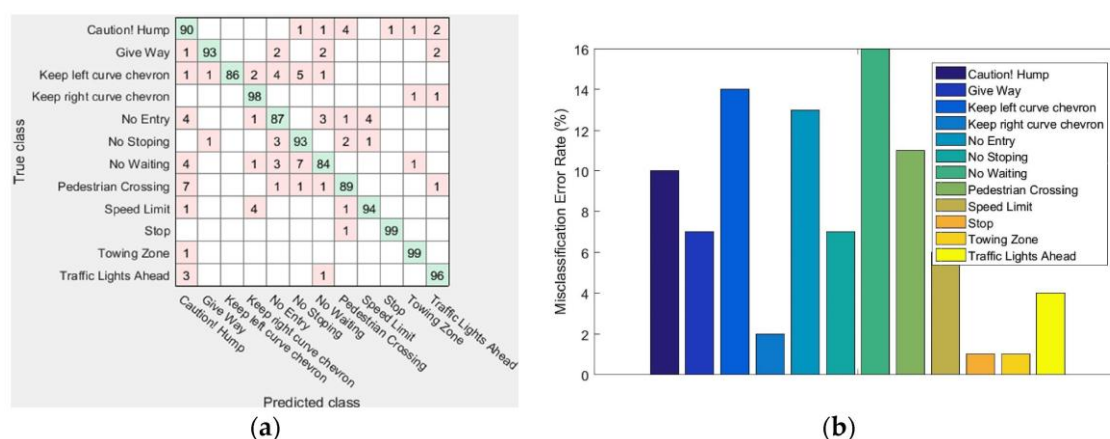 Caution! Hump 90 1 1 4 1 1 2
Give Way 1 93 2 2 2
Keep left curve chevron 1 1 86 2 4 5 1
Keep right curve chevron 98 1 1
No Entry 4 1 87 3 1 4
No Stoping 1 3 93 2 1
No Waiting 4 1 3 7 84 1
Pedestrian Crossing 7 1 1 1 89 1
Speed Limit 1 4 1 94
Stop 1 99
Towing Zone 1 99
Traffic Lights Ahead 3 1 96
True class
Caution! Hump
Give Way
Keep left curve chevron
Keep right curve chevron
No Entry
No Stoping
No Waiting
Pedestrian Crossing
Speed Limit
Stop
Towing Zone
Traffic Lights Ahead
Predicted class
(a)
Misclassification Error Rate (%)
16
14
12
10
8
6
4
2
0
Caution! Hump
Give Way
Keep left curve chevron
Keep right curve chevron
No Entry
No Stoping
No Waiting
Pedestrian Crossing
Speed Limit
Stop
Towing Zone
Traffic Lights Ahead
(b)